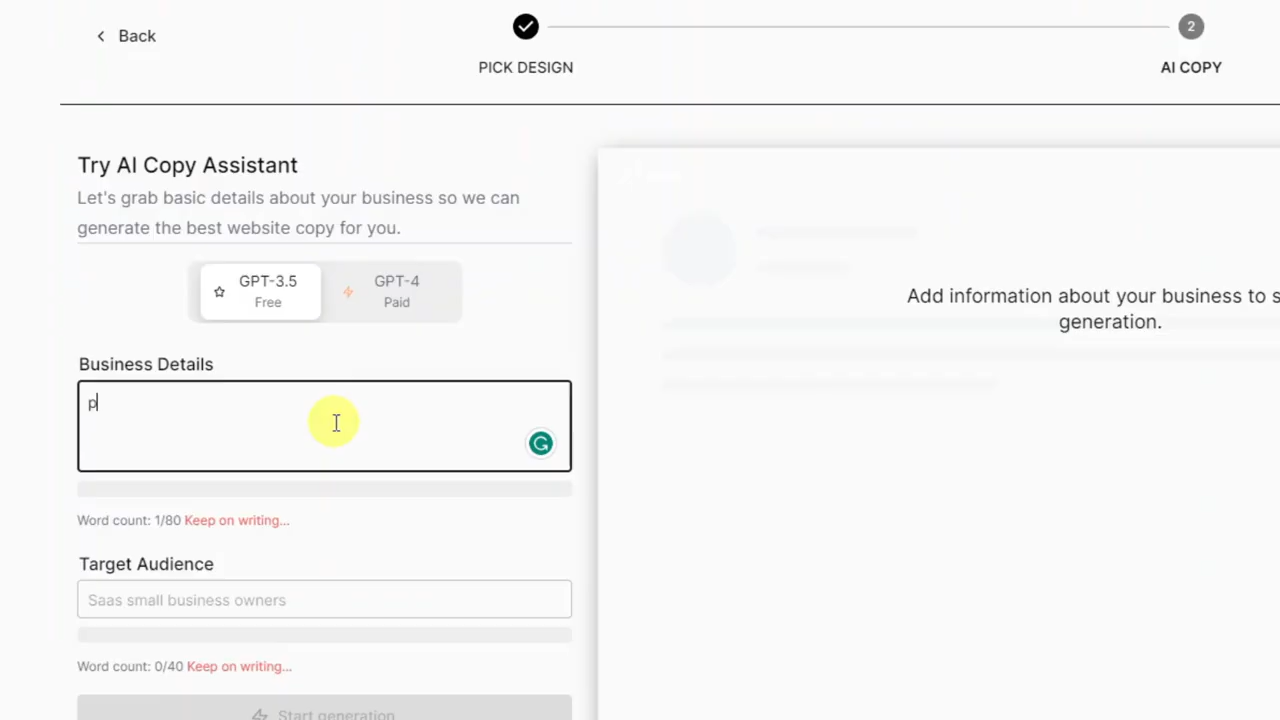 Back
2
PICK DESIGN
AI COPY
Try AI Copy Assistant
Let's grab basic details about your business so we can
generate the best website copy for you.
GPT-3.5
Free
GPT-4
Paid
Add information about your business to s
generation.
Business Details
p
Word count: 1/80 Keep on writing...
Target Audience
Saas small business owners
Word count: 0/40 Keep on writing...
Start generation